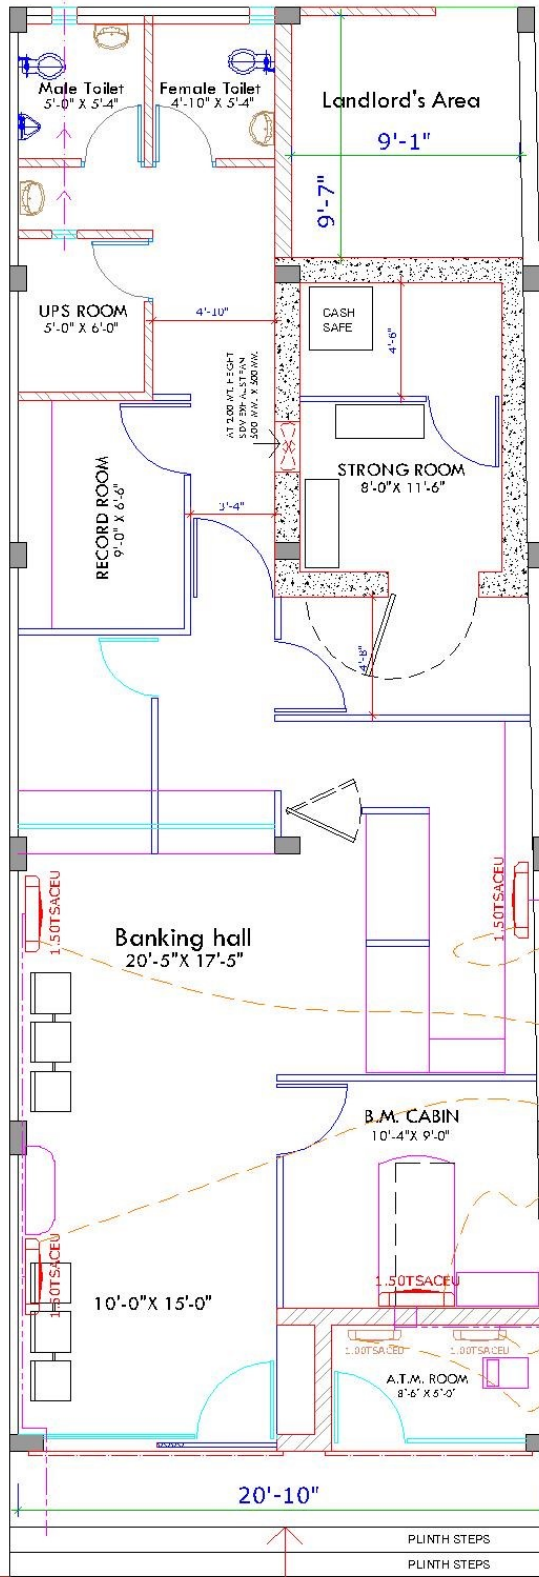 Male Toilet
5'-0" X 5'-4"
Female Toilet
4'-10" X 5'-4"
Landlord's Area
9'-1"
9'-7"
UPS ROOM
5'-0" X 6'-0"
4'-10"
CASH
SAFE
4'-6"
STRONG ROOM
8'-0"X 11'-6"
RECORD ROOM
9'-0" X 6'-6"
3'-4"
4'-8"
1.50TSACEU
1.50TSACEU
Banking hall
20'-5"X 17'-5"
B.M. CABIN
10'-4"X 9'-0"
1.50TSACEU
1.50TSACEU
10'-0"X 15'-0"
1.00TSACEU
1.00TSACEU
A.T.M. ROOM
8'-6" X 5'-0"
20'-10"
PLINTH STEPS
PLINTH STEPS